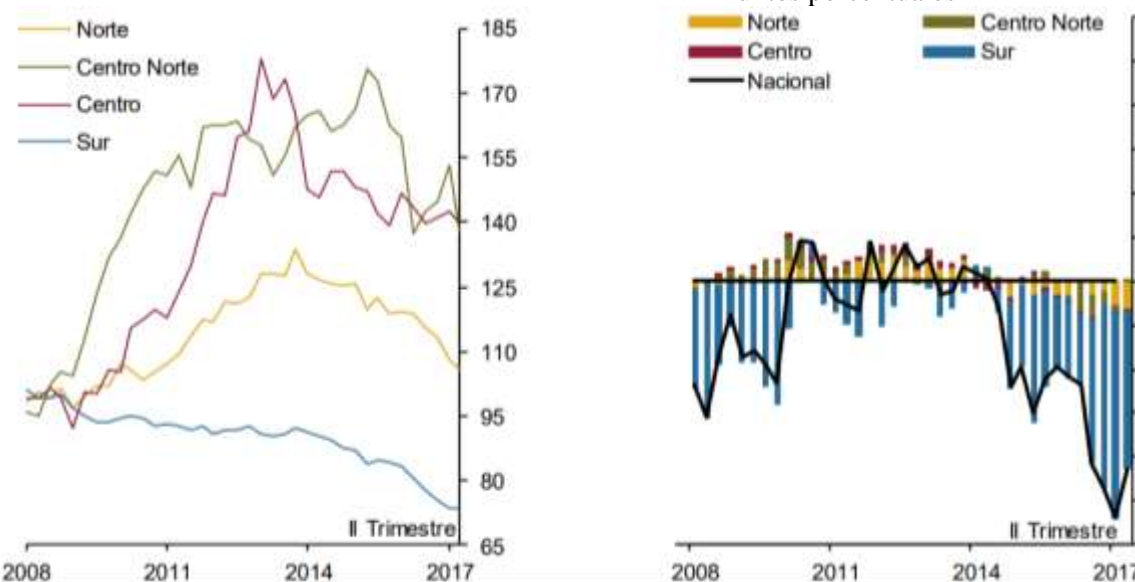 Norte
Centro Norte
Centro
Sur
185
170
155
140
125
110
95
80
65
II Trimestre
2008 2011 2014 2017
Norte
Centro Norte
Centro
Sur
Nacional
II Trimestre
2008 2011 2014 2017